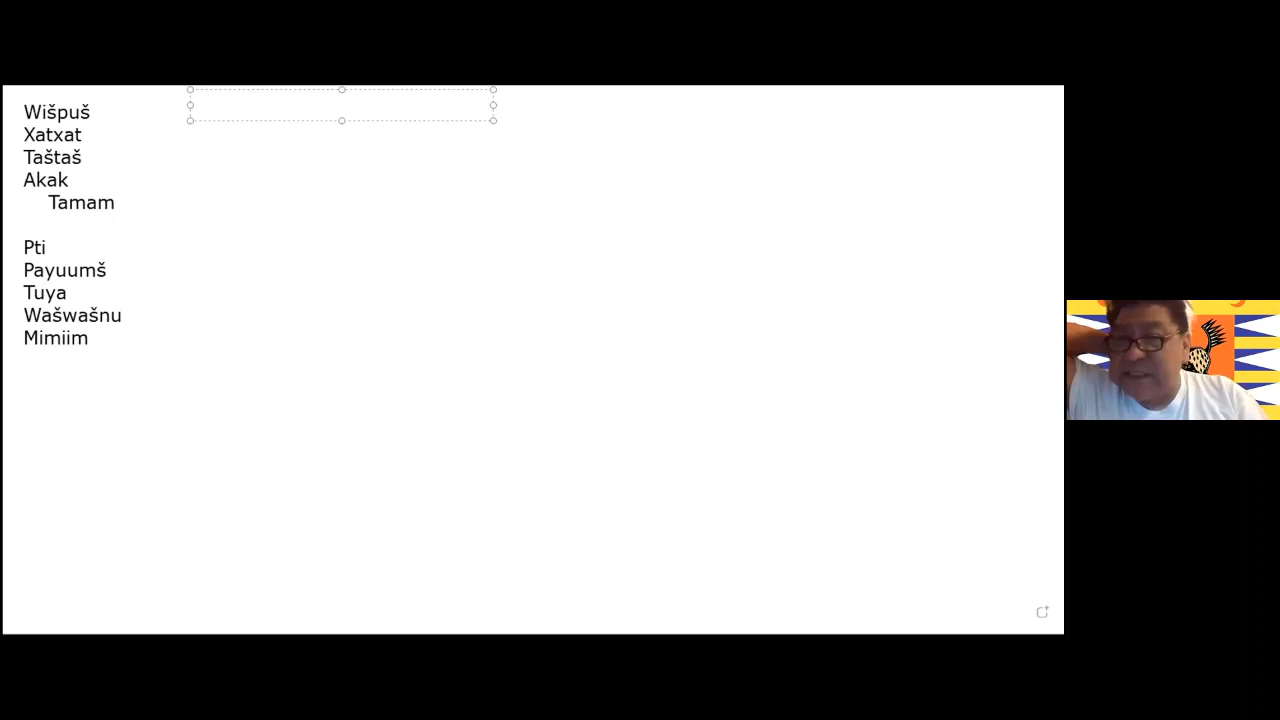 Wišpuš
Xatxat
Taštaš
Akak
Tamam
Pti
Payuumš
Tuya
Wašwašnu
Mimiim